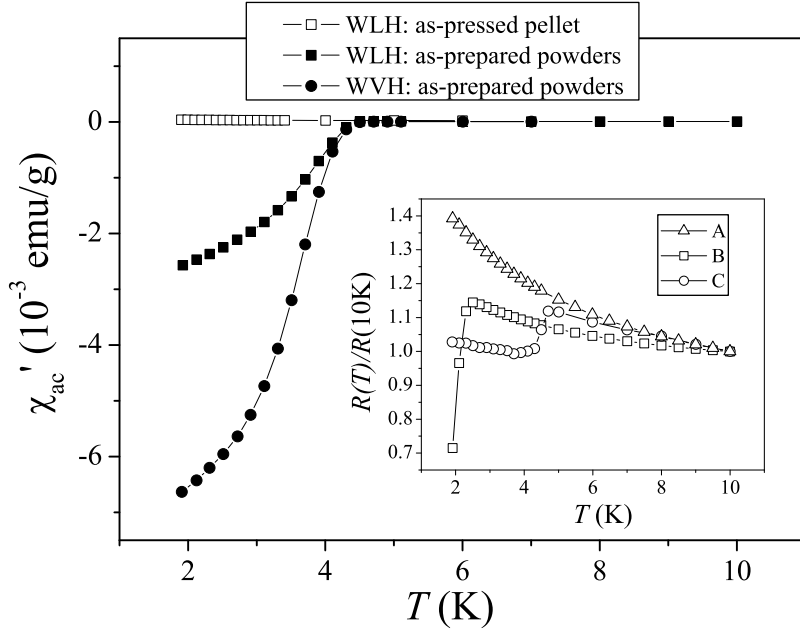 WLH: as-pressed pellet
WLH: as-prepared powders
WVH: as-prepared powders
0
-2
-4
-6
χac' (10⁻³ emu/g)
2 4 6 8 10
T (K)
1.4
1.3
1.2
1.1
1.0
0.9
0.8
0.7
R(T)/R(10K)
A
B
C
2 4 6 8 10
T (K)